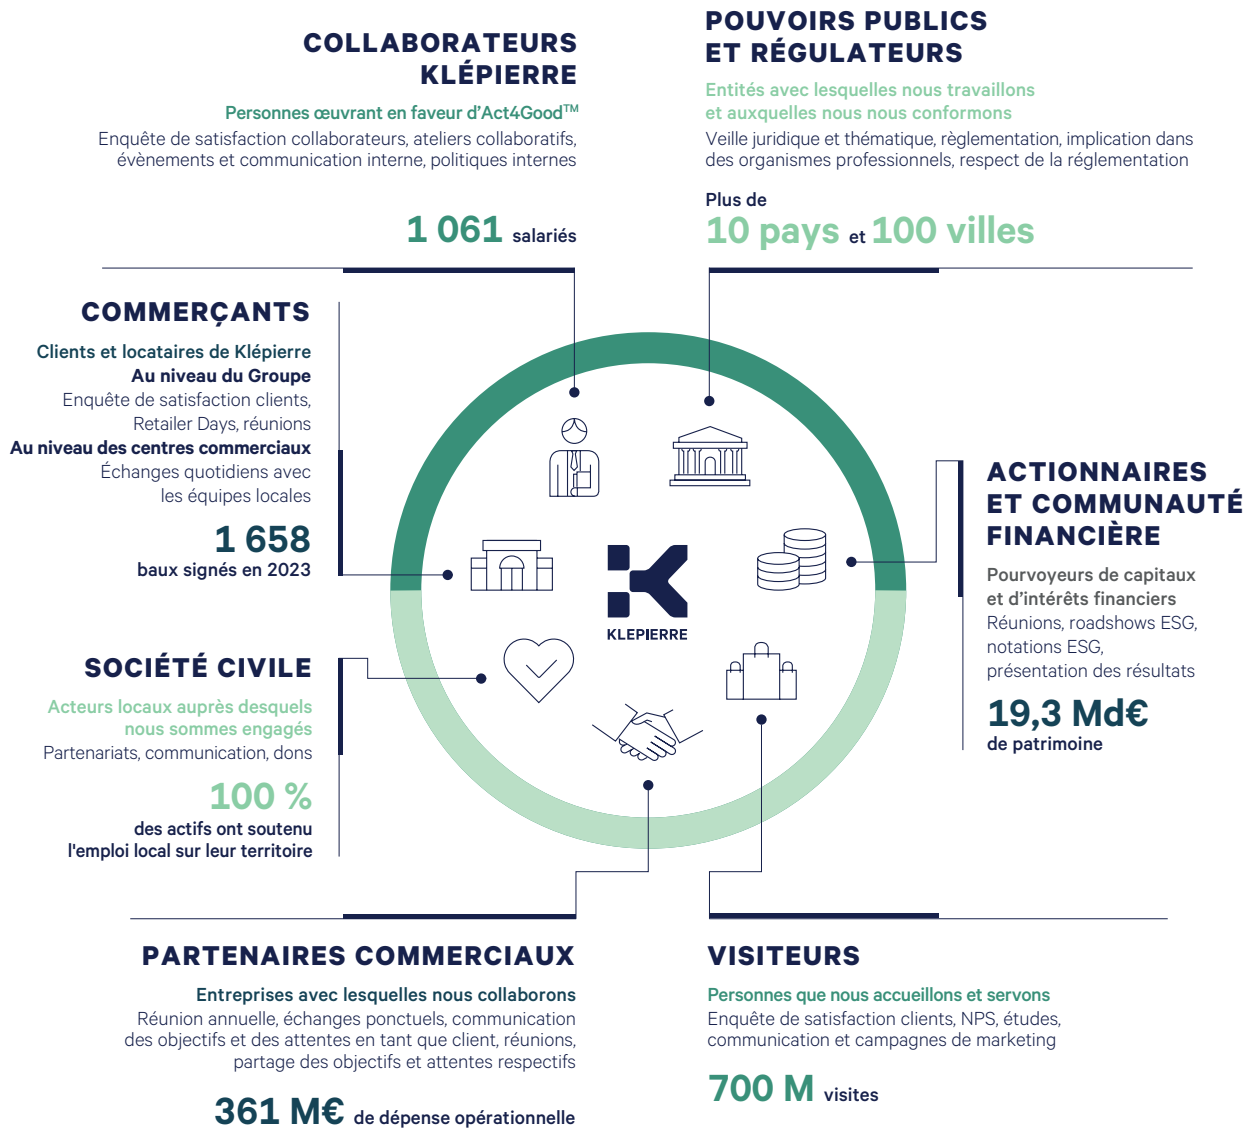 COLLABORATEURS
KLÉPIERRE
Personnes œuvrant en faveur d'Act4Good™
Enquête de satisfaction collaborateurs, ateliers collaboratifs,
évènements et communication interne, politiques internes
1 061 salariés
POUVOIRS PUBLICS
ET RÉGULATEURS
Entités avec lesquelles nous travaillons
et auxquelles nous nous conformons
Veille juridique et thématique, règlementation, implication dans
des organismes professionnels, respect de la réglementation
Plus de
10 pays et 100 villes
COMMERÇANTS
Clients et locataires de Klépierre
Au niveau du Groupe
Enquête de satisfaction clients,
Retailer Days, réunions
Au niveau des centres commerciaux
Échanges quotidiens avec
les équipes locales
1 658
baux signés en 2023
ACTIONNAIRES
ET COMMUNAUTÉ
FINANCIÈRE
Pourvoyeurs de capitaux
et d'intérêts financiers
Réunions, roadshows ESG,
notations ESG,
présentation des résultats
19,3 Md€
de patrimoine
KLEPIERRE
SOCIÉTÉ CIVILE
Acteurs locaux auprès desquels
nous sommes engagés
Partenariats, communication, dons
100 %
des actifs ont soutenu
l'emploi local sur leur territoire
PARTENAIRES COMMERCIAUX
Entreprises avec lesquelles nous collaborons
Réunion annuelle, échanges ponctuels, communication
des objectifs et des attentes en tant que client, réunions,
partage des objectifs et attentes respectifs
361 M€ de dépense opérationnelle
VISITEURS
Personnes que nous accueillons et servons
Enquête de satisfaction clients, NPS, études,
communication et campagnes de marketing
700 M visites